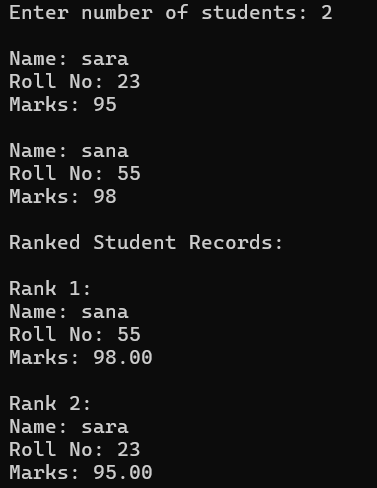 Enter number of students: 2
Name: sara
Roll No: 23
Marks: 95
Name: sana
Roll No: 55
Marks: 98
Ranked Student Records:
Rank 1:
Name: sana
Roll No: 55
Marks: 98.00
Rank 2:
Name: sara
Roll No: 23
Marks: 95.00